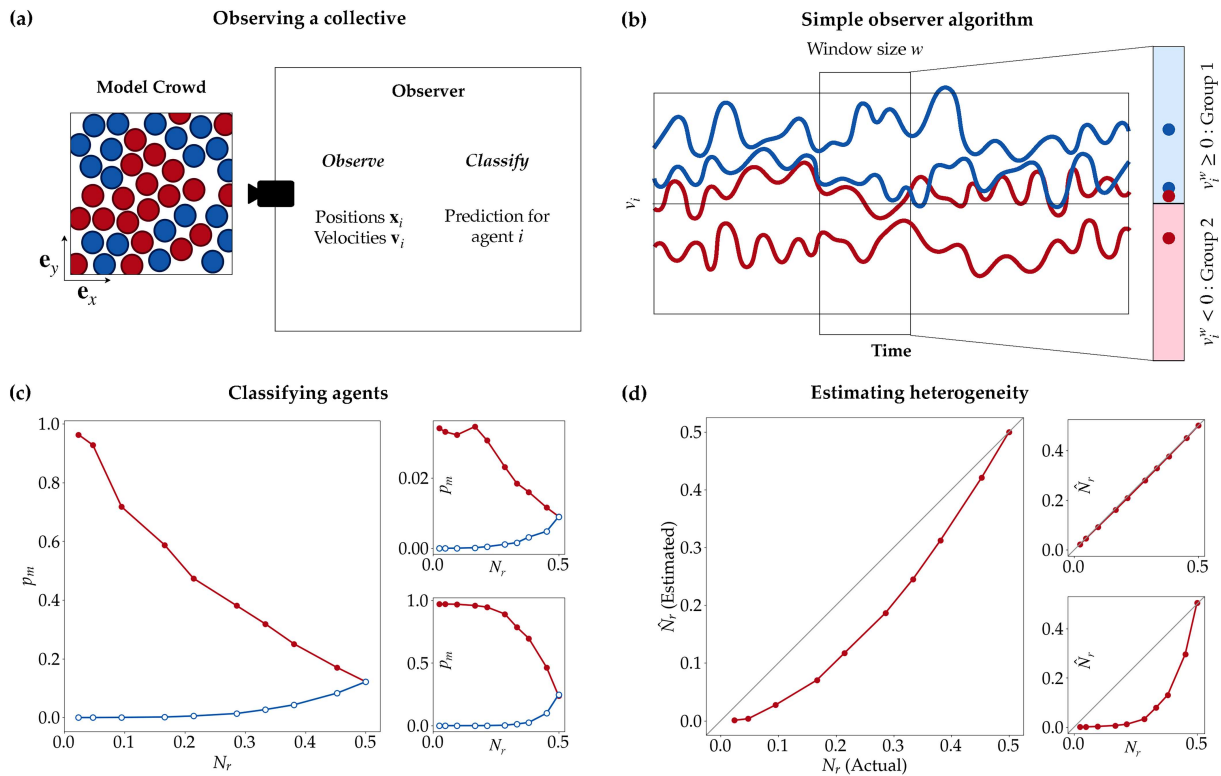 (a)
Observing a collective
Model Crowd
e_y
e_x
Observer
Observe
Classify
Positions x_i
Velocities v_i
Prediction for
agent i
(b)
Simple observer algorithm
Window size w
v_i
Time
v_i^w ≥ 0 : Group 1
v_i^w < 0 : Group 2
(c)
Classifying agents
1.0
0.8
0.6
0.4
0.2
0.0
p_m
0.0
0.1
0.2
0.3
0.4
0.5
N_r
0.02
0.00
p_m
0.0
N_r
0.5
1.0
0.5
0.0
p_m
0.0
N_r
0.5
(d)
Estimating heterogeneity
0.5
0.4
0.3
0.2
0.1
0.0
N̂_r (Estimated)
0.0
0.1
0.2
0.3
0.4
0.5
N_r (Actual)
0.4
0.2
0.0
N̂_r
0.0
0.5
0.4
0.2
0.0
N̂_r
0.0
N_r
0.5